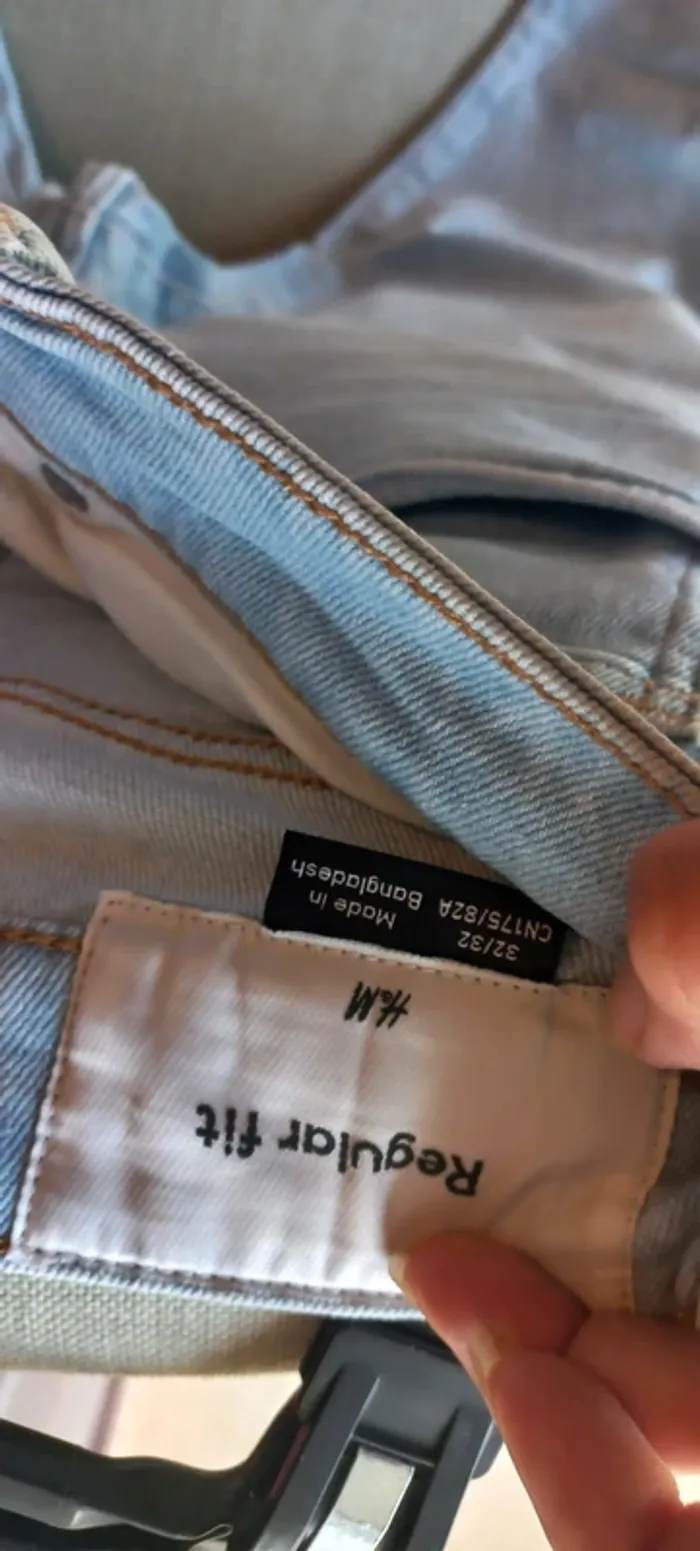 H&M
Regular fit
32/32
CN175/82A
Made in
Bangladesh